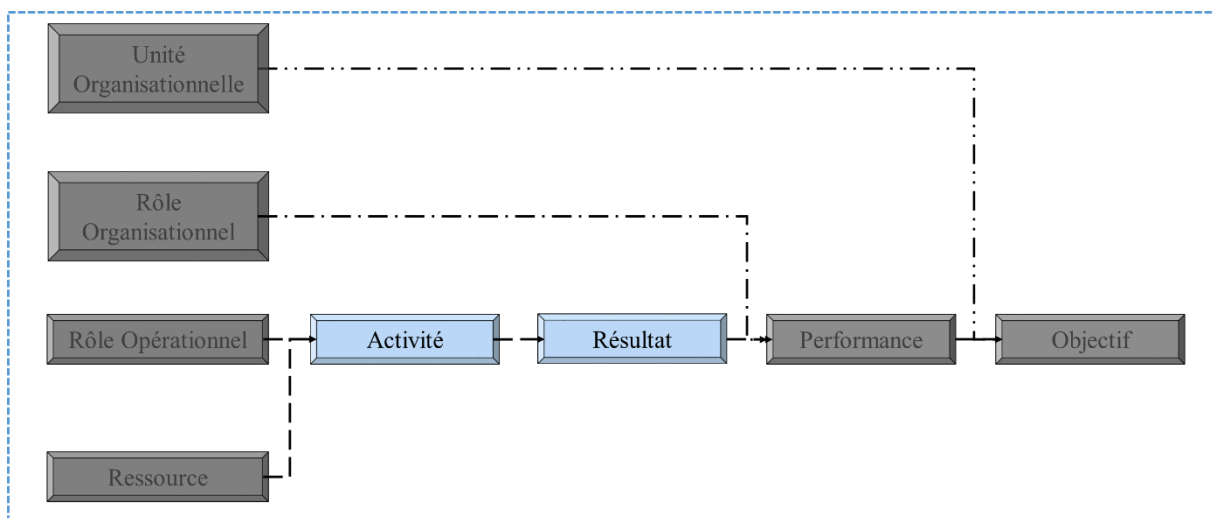 Unité
Organisationnelle
Rôle
Organisationnel
Rôle Opérationnel
Activité
Résultat
Performance
Objectif
Ressource